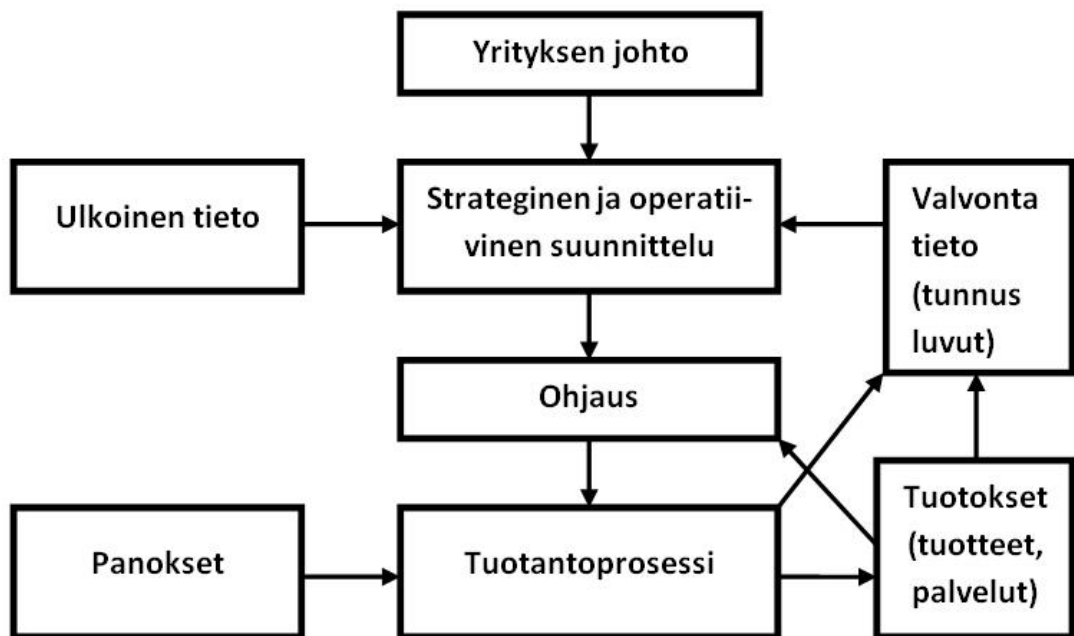 Yrityksen johto
Ulkoinen tieto
Strateginen ja operatii-
vinen suunnittelu
Valvonta
tieto
(tunnus
luvut)
Ohjaus
Panokset
Tuotantoprosessi
Tuotokset
(tuotteet,
palvelut)